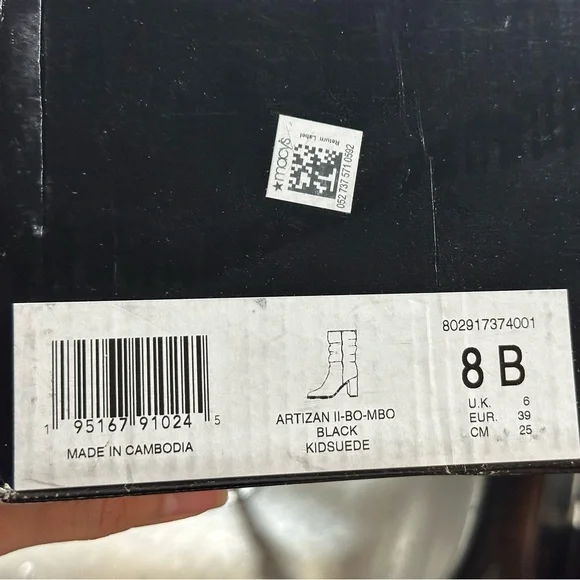 ★macy's
Return Label
052 737 571 0592
802917374001
8 B
U.K. 6
EUR. 39
CM 25
ARTIZAN II-BO-MBO
BLACK
KIDSUEDE
1 95167 91024 5
MADE IN CAMBODIA